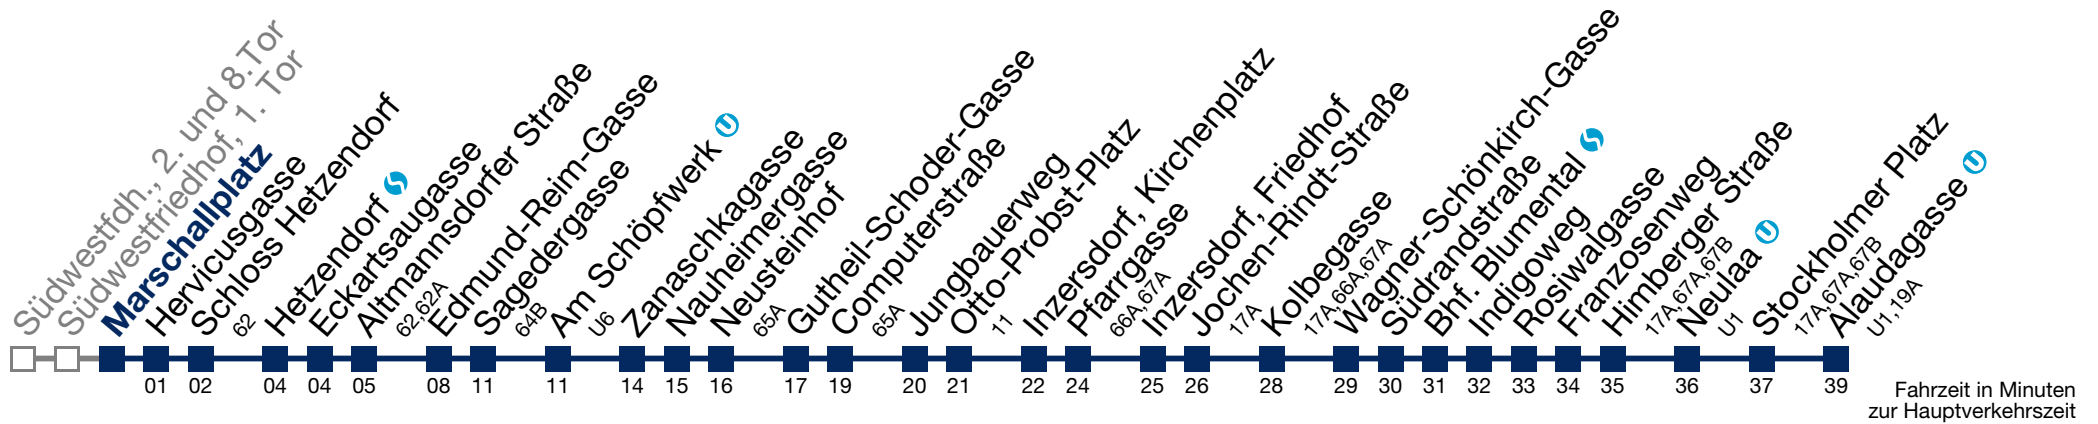 Südwestfdh., 2. und 8.Tor
Südwestfriedhof, 1. Tor
Marschallplatz
Hervicusgasse
Schloss Hetzendorf
62
Hetzendorf
Eckartsaugasse
Altmannsdorfer Straße
62,62A
Edmund-Reim-Gasse
Sagedergasse
64B
Am Schöpfwerk U
U6
Zanaschkagasse
Nauheimergasse
Neusteinhof
65A
Gutheil-Schoder-Gasse
Computerstraße
65A
Jungbauerweg
Otto-Probst-Platz
11
Inzersdorf, Kirchenplatz
Pfarrgasse
66A,67A
Inzersdorf, Friedhof
Jochen-Rindt-Straße
17A
Kolbegasse
17A,66A,67A
Wagner-Schönkirch-Gasse
Südrandstraße
Bhf. Blumental
Indigoweg
Rosiwalgasse
Franzosenweg
Himberger Straße
17A,67A,67B
Neulaa U
U1
Stockholmer Platz
17A,67A,67B
Alaudagasse U
U1,19A
01 02 04 04 05 08 11 11 14 15 16 17 19 20 21 22 24 25 26 28 29 30 31 32 33 34 35 36 37 39
Fahrzeit in Minuten
zur Hauptverkehrszeit